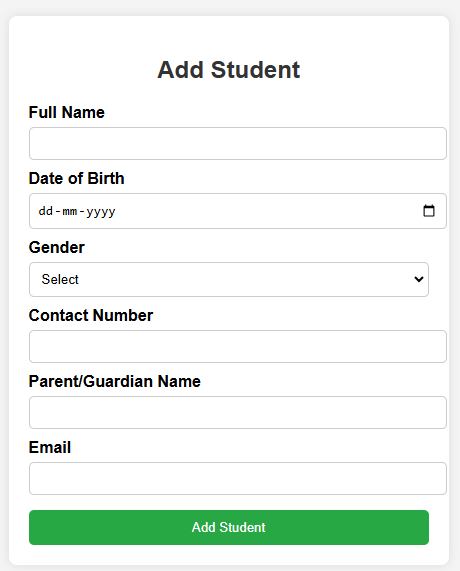 Add Student
Full Name
Date of Birth
dd-mm-yyyy
Gender
Select
Contact Number
Parent/Guardian Name
Email
Add Student